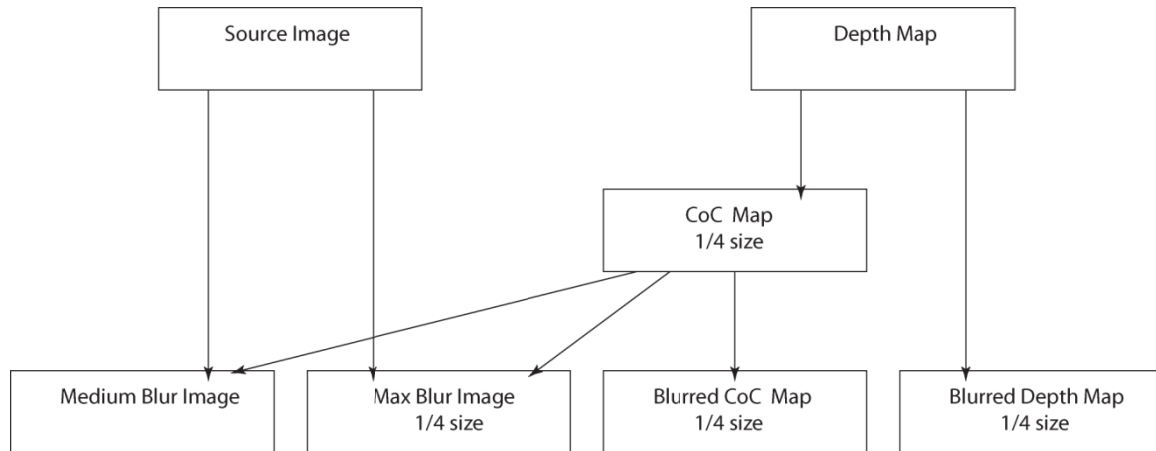 Source Image
Depth Map
CoC Map
1/4 size
Medium Blur Image
Max Blur Image
1/4 size
Blurred CoC Map
1/4 size
Blurred Depth Map
1/4 size